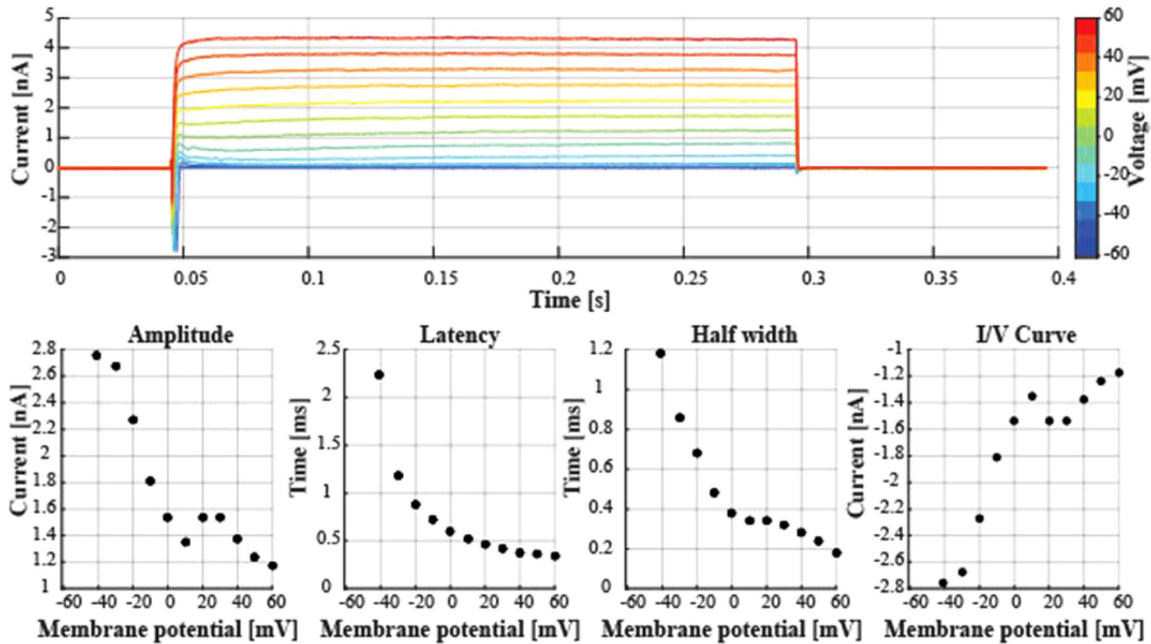 5
4
3
2
1
0
-1
-2
-3
Current [nA]
0 0.05 0.1 0.15 0.2 0.25 0.3 0.35 0.4
Time [s]
60
40
20
0
-20
-40
-60
Voltage [mV]
Amplitude
2.8
2.6
2.4
2.2
2
1.8
1.6
1.4
1.2
1
Current [nA]
-60 -40 -20 0 20 40 60
Membrane potential [mV]
Latency
2.5
2
1.5
1
0.5
0
Time [ms]
-60 -40 -20 0 20 40 60
Membrane potential [mV]
Half width
1.2
1
0.8
0.6
0.4
0.2
0
Time [ms]
-60 -40 -20 0 20 40 60
Membrane potential [mV]
I/V Curve
-1
-1.2
-1.4
-1.6
-1.8
-2
-2.2
-2.4
-2.6
-2.8
Current [nA]
-60 -40 -20 0 20 40 60
Membrane potential [mV]